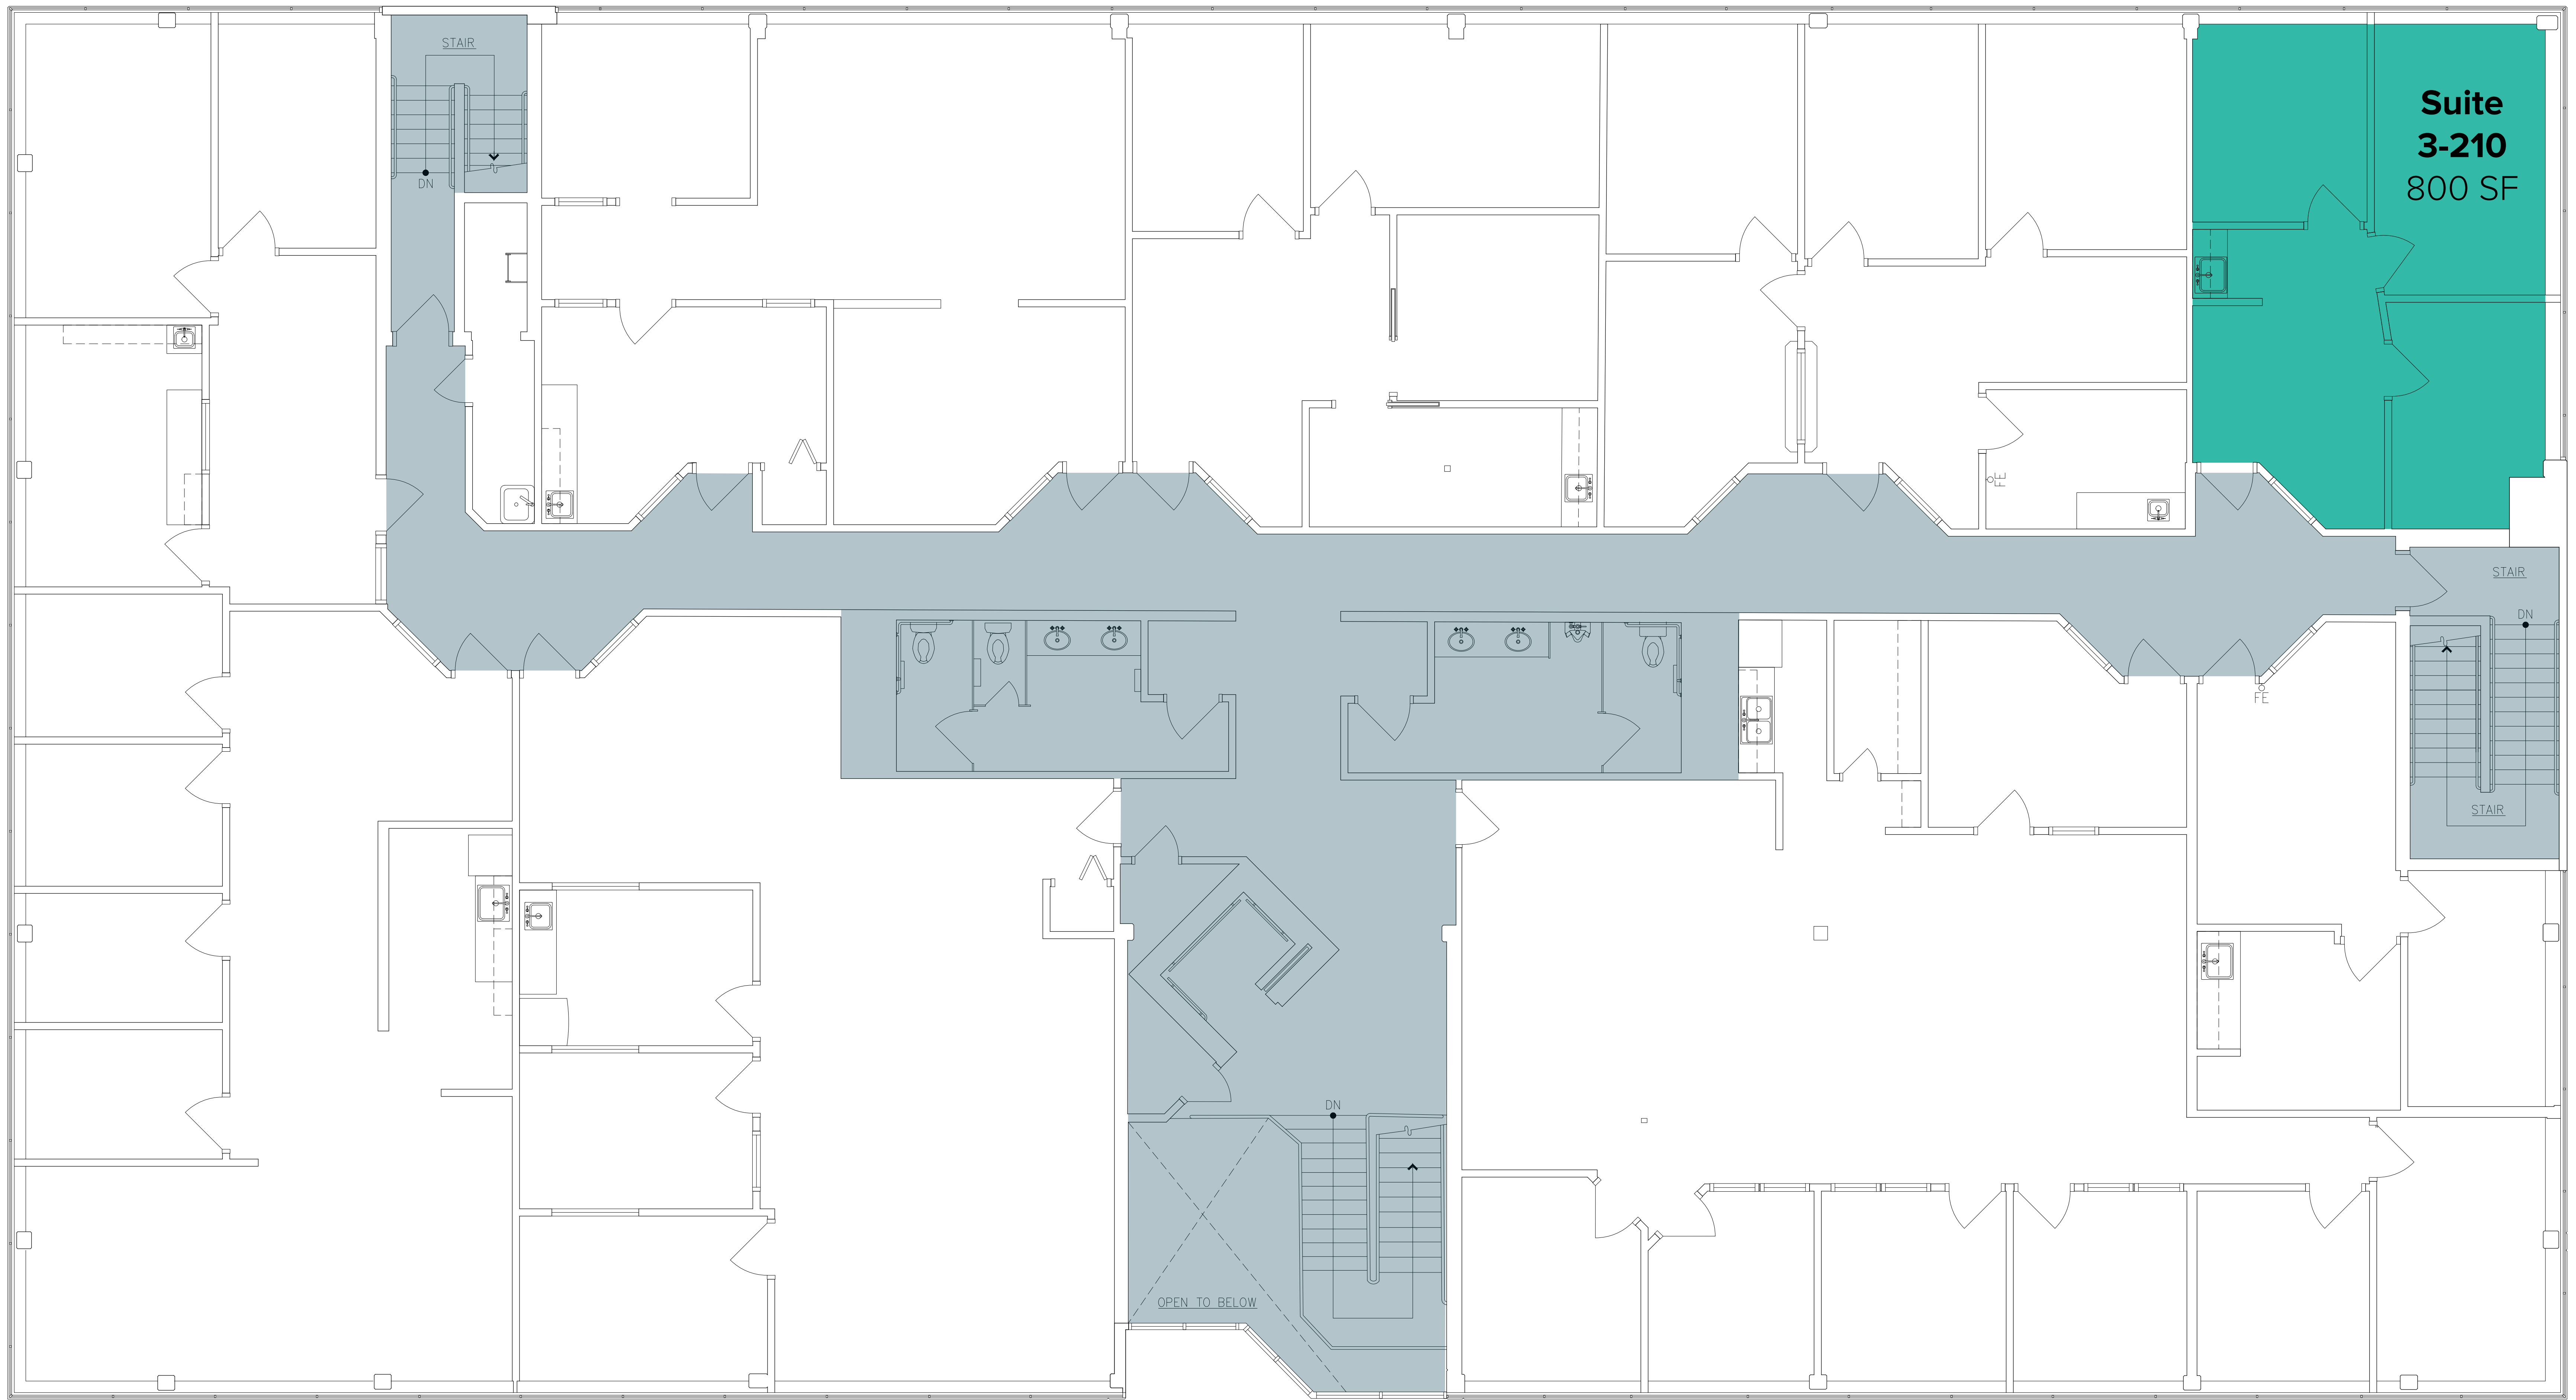 STAIR
DN
Suite
3-210
800 SF
FE
STAIR
DN
FE
STAIR
DN
OPEN TO BELOW